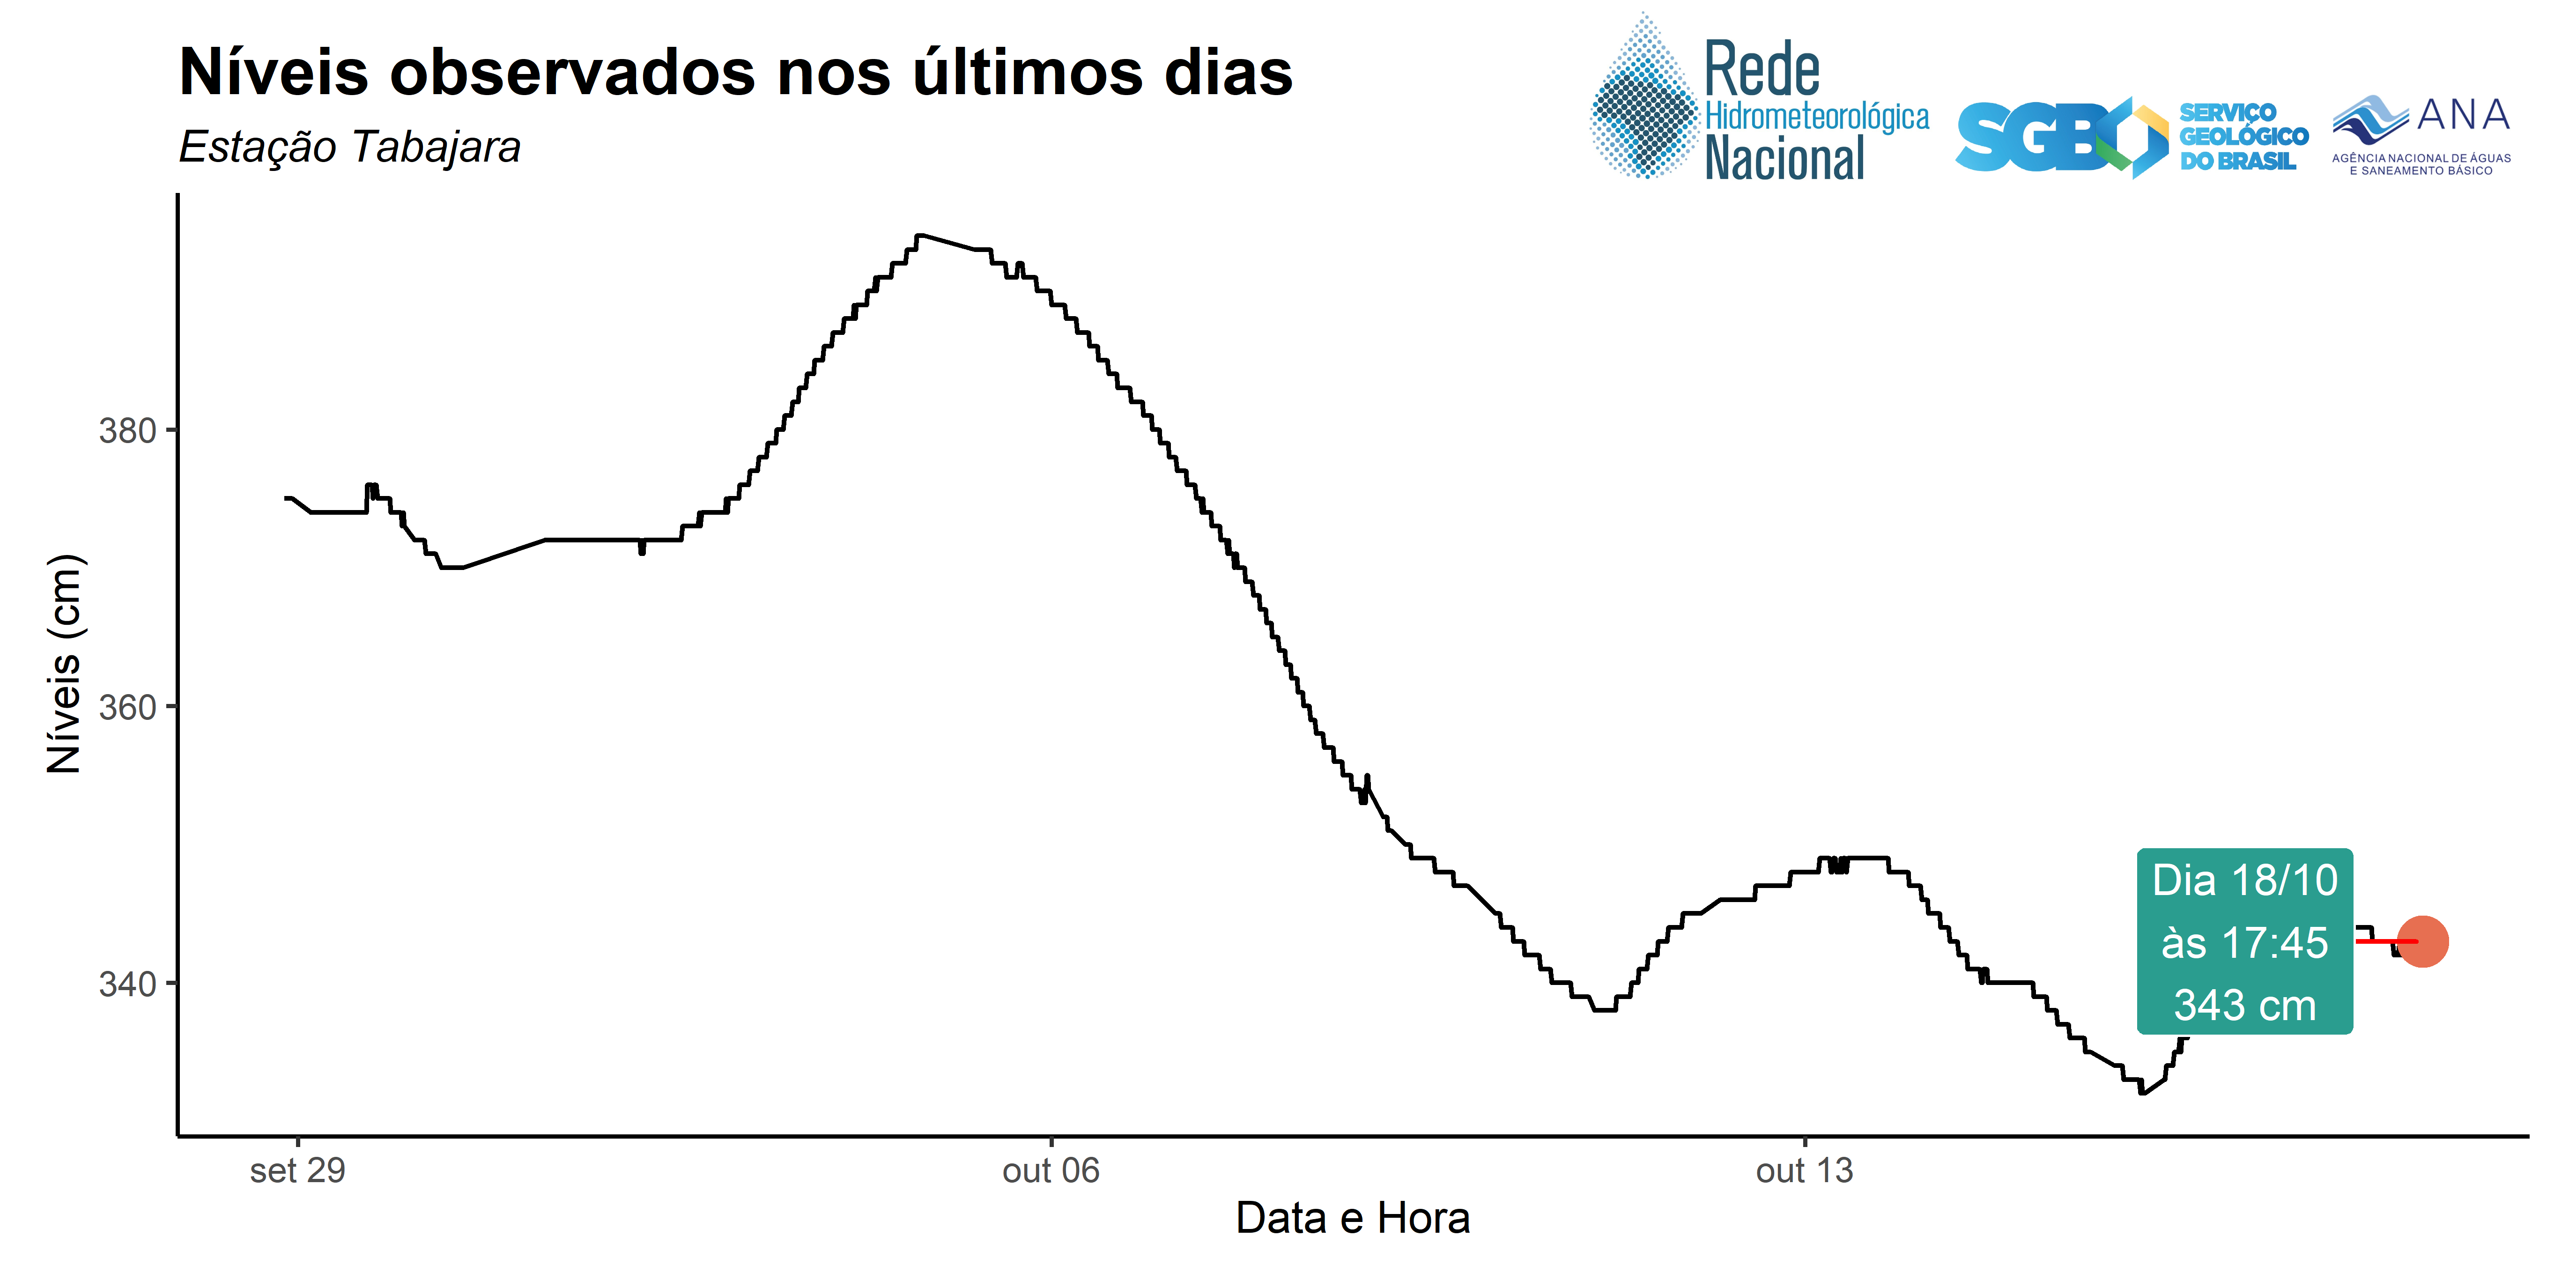 Níveis observados nos últimos dias
Estação Tabajara
Rede
Hidrometeorológica
Nacional
SGB
SERVIÇO
GEOLÓGICO
DO BRASIL
ANA
AGÊNCIA NACIONAL DE ÁGUAS
E SANEAMENTO BÁSICO
Níveis (cm)
380
360
340
Dia 18/10
às 17:45
343 cm
set 29
out 06
out 13
Data e Hora